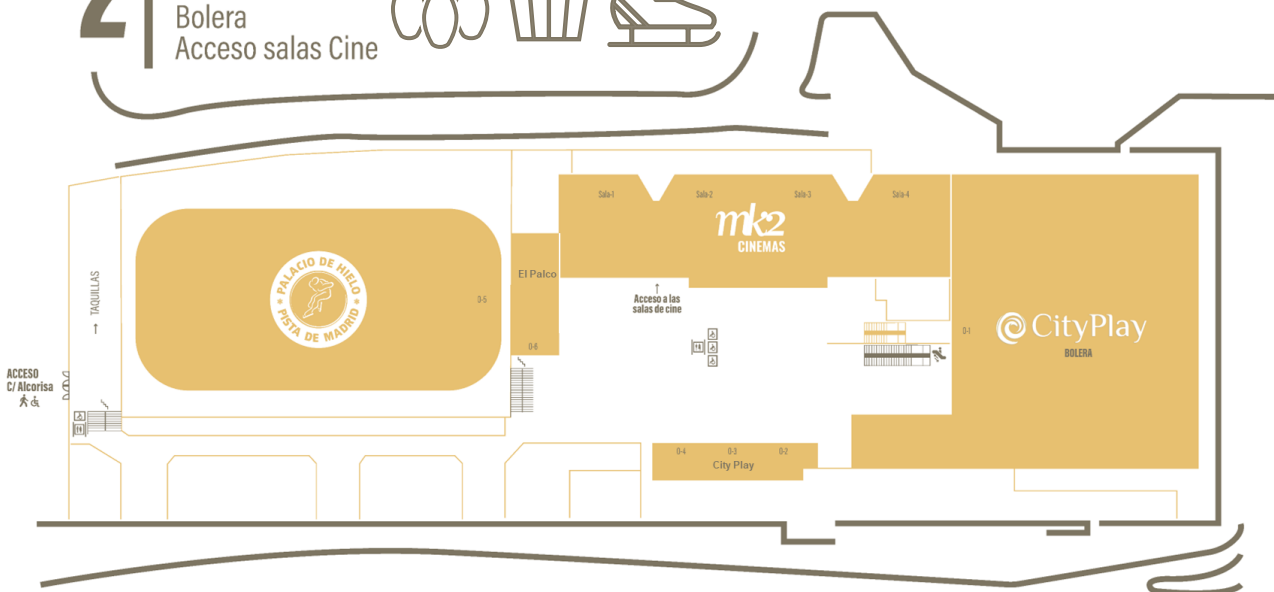 2
Bolera
Acceso salas Cine
Sala-1
Sala-2
Sala-3
Sala-4
mk2
CINEMAS
PALACIO DE HIELO
PISTA DE MADRID
El Palco
0-5
0-6
← TAQUILLAS
Acceso a las
salas de cine
0-1
CityPlay
BOLERA
ACCESO
C/ Alcorisa
0-4
0-3
0-2
City Play